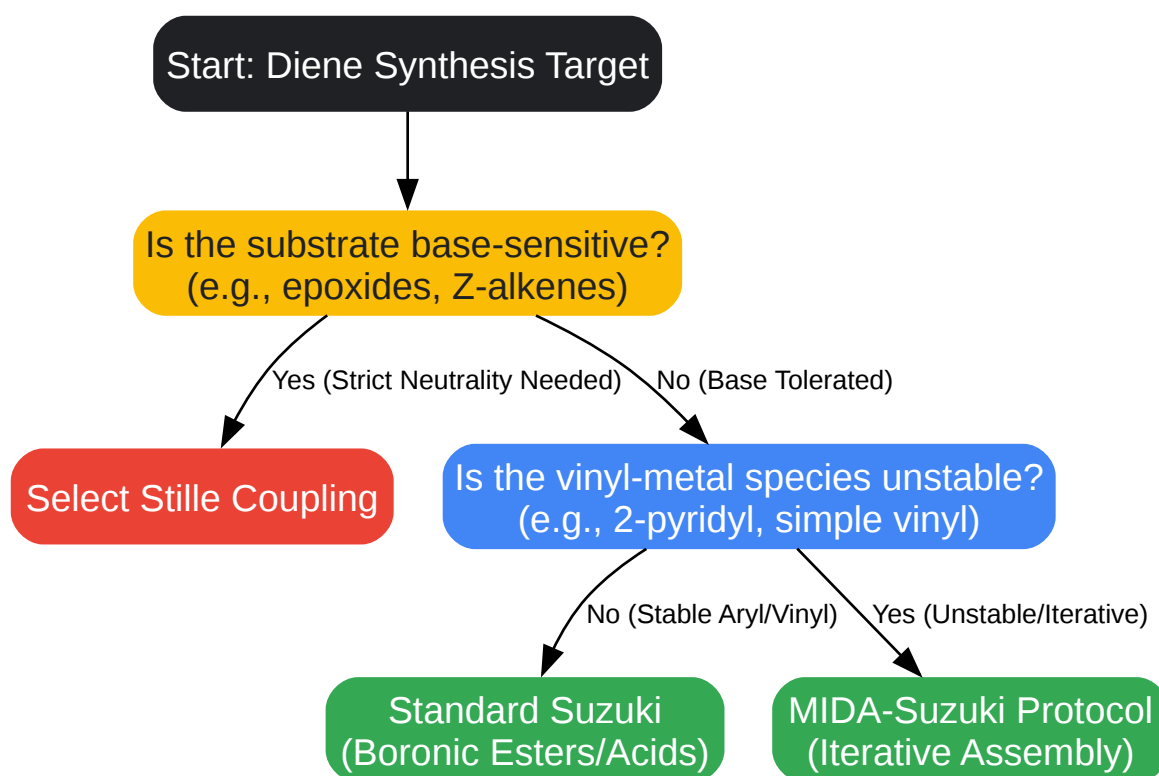 Start: Diene Synthesis Target
Is the substrate base-sensitive?
(e.g., epoxides, Z-alkenes)
Yes (Strict Neutrality Needed)
No (Base Tolerated)
Select Stille Coupling
Is the vinyl-metal species unstable?
(e.g., 2-pyridyl, simple vinyl)
No (Stable Aryl/Vinyl)
Yes (Unstable/Iterative)
Standard Suzuki
(Boronic Esters/Acids)
MIDA-Suzuki Protocol
(Iterative Assembly)